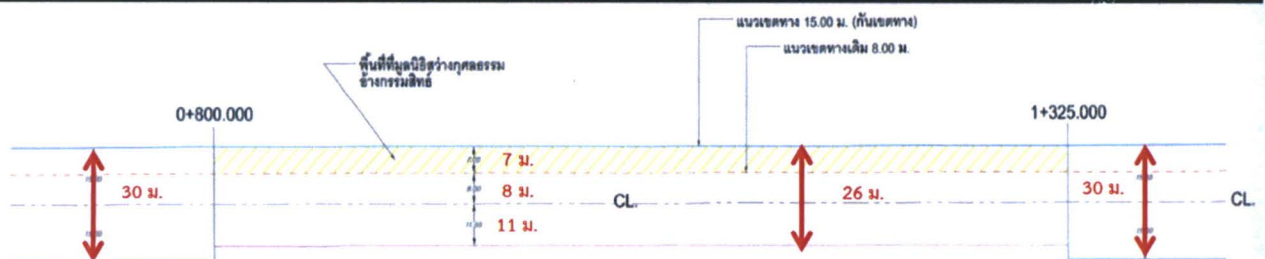 แนวเขตทาง 15.00 ม. (กันเขตทาง)
แนวเขตทางเดิม 8.00 ม.
พื้นที่ที่มูลนิธิสว่างกุศลธรรม
อ้างกรรมสิทธิ์
0+800.000
1+325.000
7 ม.
30 ม.
8 ม.
CL.
26 ม.
30 ม.
CL.
11 ม.